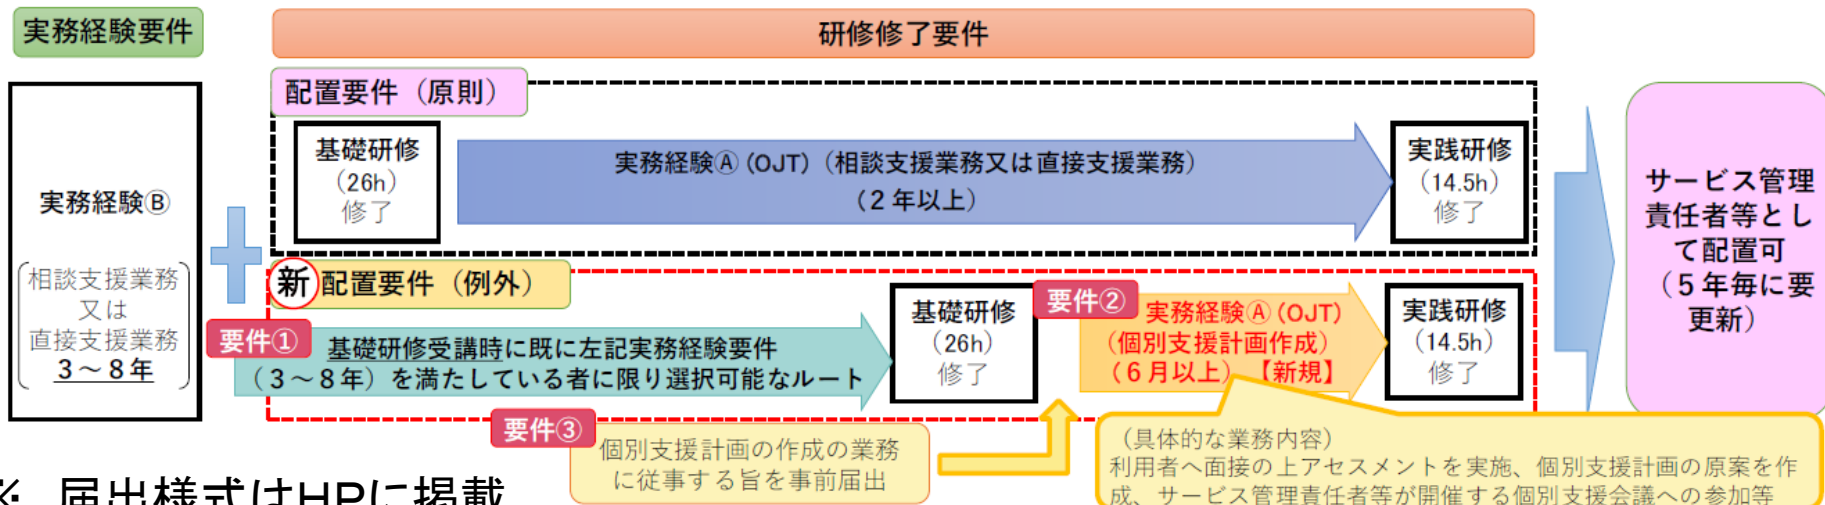 実務経験要件
研修修了要件
配置要件（原則）
実務経験Ⓑ
相談支援業務
又は
直接支援業務
３～８年
基礎研修
（26h）
修了
実務経験Ⓐ（OJT）（相談支援業務又は直接支援業務）
（２年以上）
実践研修
（14.5h）
修了
サービス管理
責任者等とし
て配置可
（５年毎に要
更新）
新 配置要件（例外）
要件①
基礎研修受講時に既に左記実務経験要件
（３～８年）を満たしている者に限り選択可能なルート
基礎研修
（26h）
修了
要件②
実務経験Ⓐ（OJT）
（個別支援計画作成）
（６月以上）【新規】
実践研修
（14.5h）
修了
要件③
個別支援計画の作成の業務
に従事する旨を事前届出
（具体的な業務内容）
利用者へ面接の上アセスメントを実施、個別支援計画の原案を作
成、サービス管理責任者等が開催する個別支援会議への参加等
※ 届出様式はHPに掲載